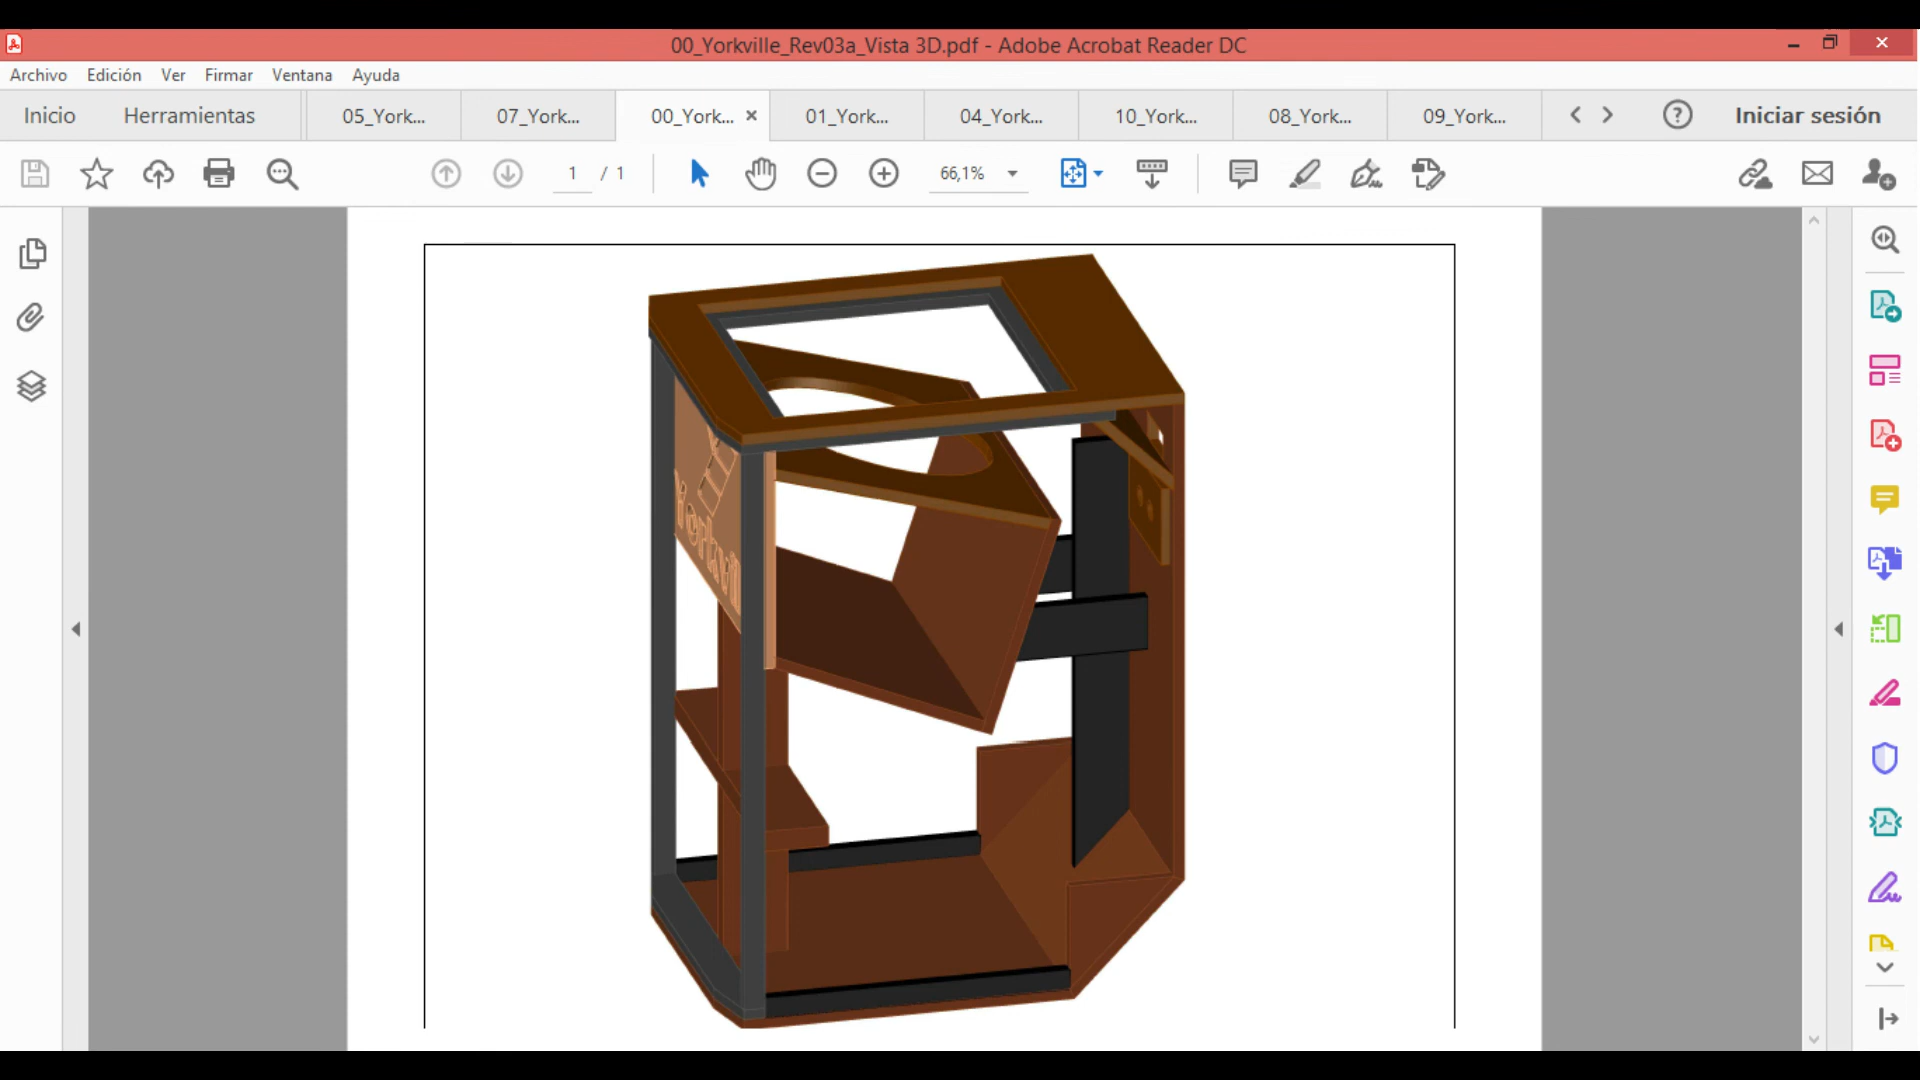 00_Yorkville_Rev03a_Vista 3D.pdf - Adobe Acrobat Reader DC
Archivo Edición Ver Firmar Ventana Ayuda
Inicio Herramientas 05_York... 07_York... 00_York... 01_York... 04_York... 10_York... 08_York... 09_York... Iniciar sesión
1 / 1 66,1%